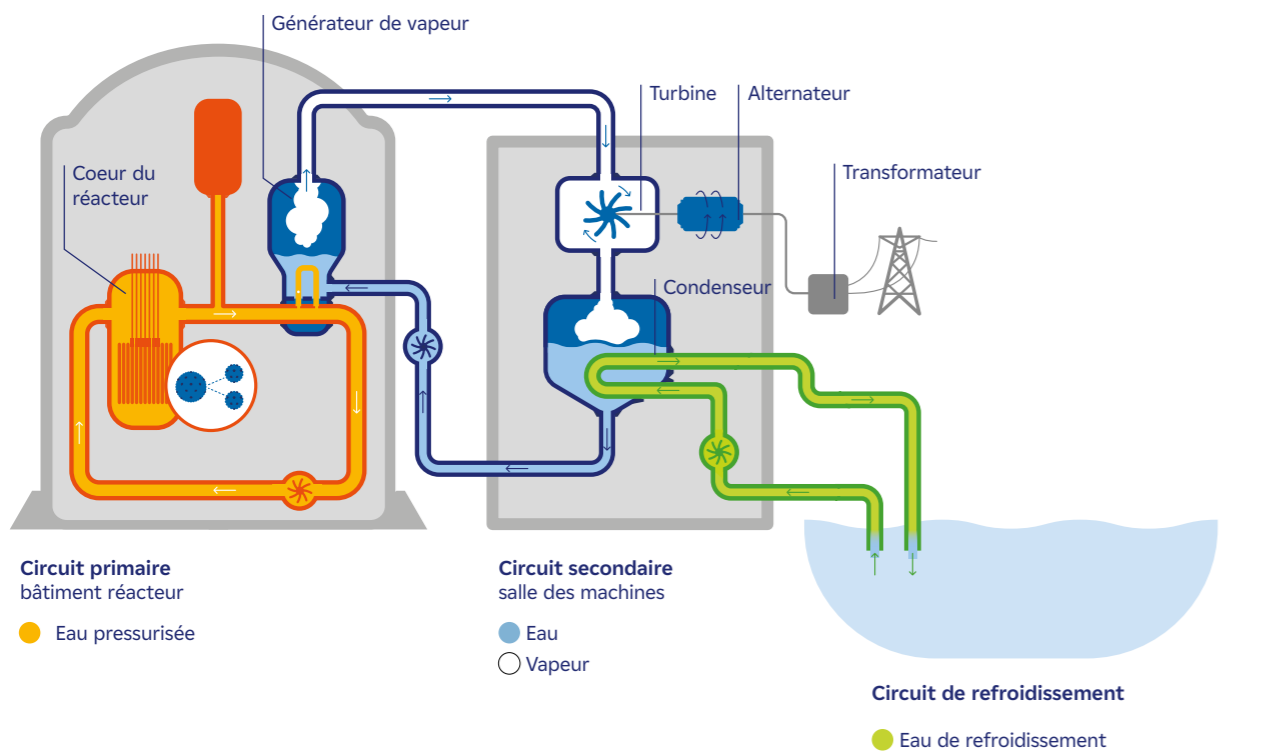 Générateur de vapeur
Turbine
Alternateur
Coeur du
réacteur
Transformateur
Condenseur
Circuit primaire
bâtiment réacteur
Eau pressurisée
Circuit secondaire
salle des machines
Eau
Vapeur
Circuit de refroidissement
Eau de refroidissement